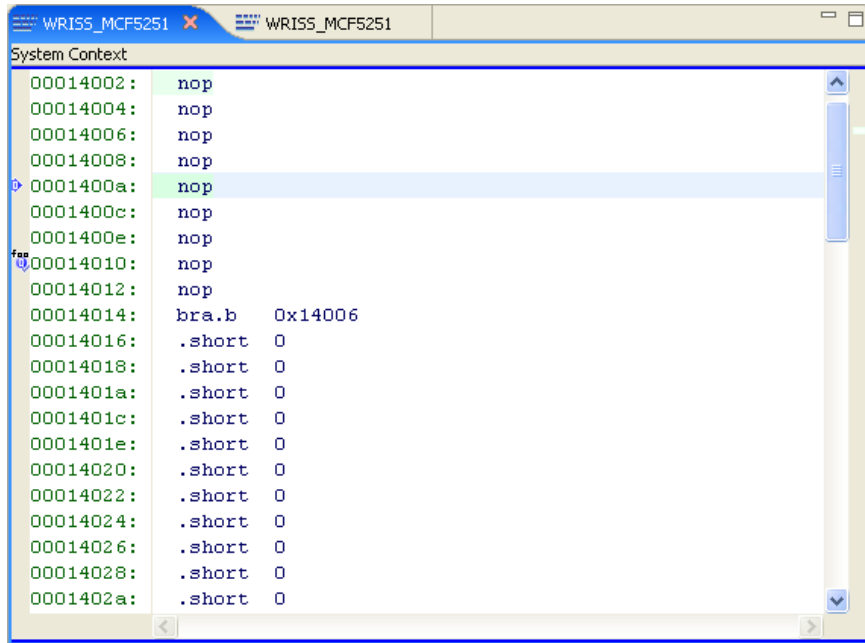 WRISS_MCF5251 WRISS_MCF5251
System Context
00014002: nop
00014004: nop
00014006: nop
00014008: nop
0001400a: nop
0001400c: nop
0001400e: nop
00014010: nop
00014012: nop
00014014: bra.b 0x14006
00014016: .short 0
00014018: .short 0
0001401a: .short 0
0001401c: .short 0
0001401e: .short 0
00014020: .short 0
00014022: .short 0
00014024: .short 0
00014026: .short 0
00014028: .short 0
0001402a: .short 0